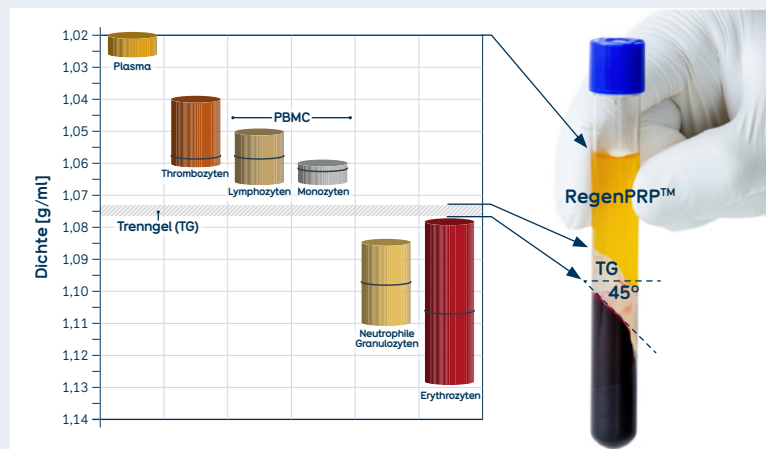 Dichte [g/ml]
1,02
1,03
1,04
1,05
1,06
1,07
1,08
1,09
1,10
1,11
1,12
1,13
1,14
Plasma
Thrombozyten
PBMC
Lymphozyten
Monozyten
Trenngel (TG)
Neutrophile
Granulozyten
Erythrozyten
RegenPRP™
TG
45°